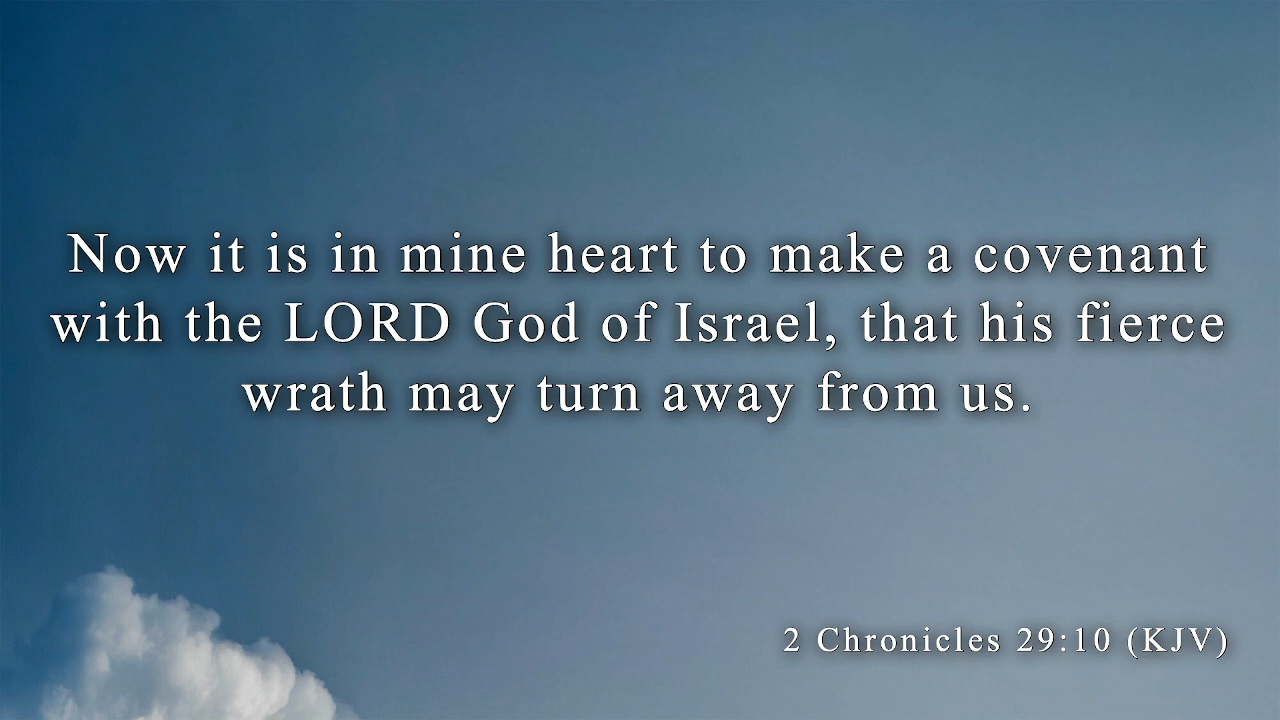 Now it is in mine heart to make a covenant
with the LORD God of Israel, that his fierce
wrath may turn away from us.
2 Chronicles 29:10 (KJV)